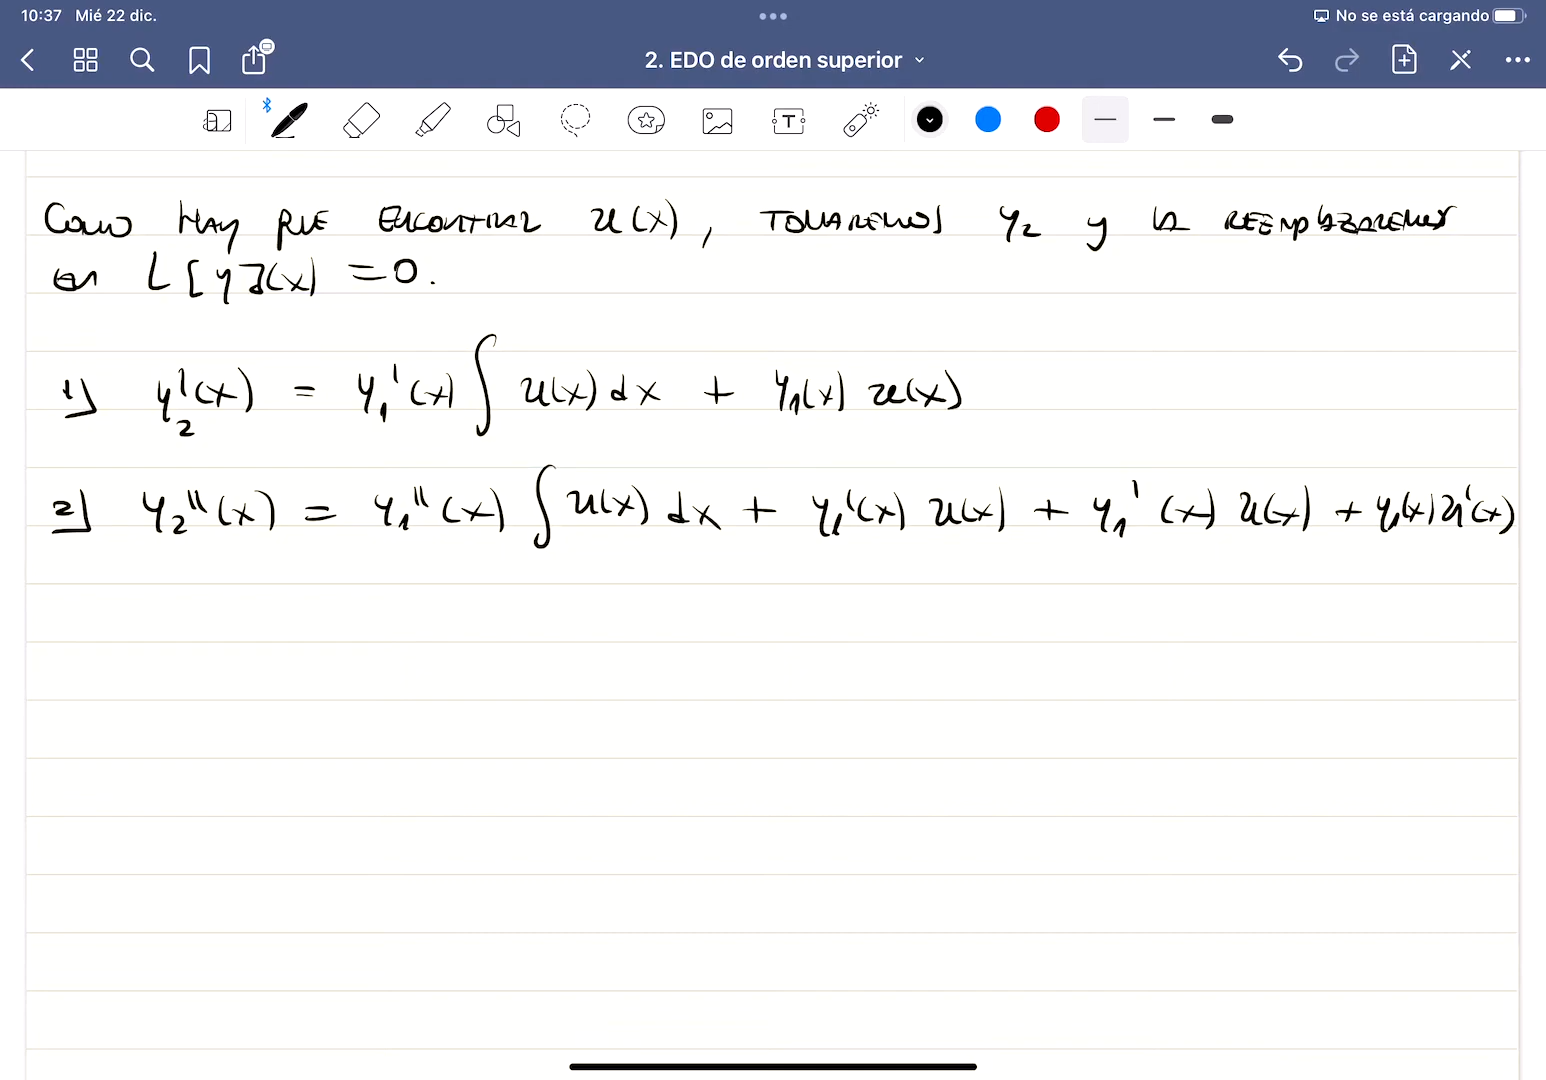 10:37 Mié 22 dic.
No se está cargando
2. EDO de orden superior
Como HAY QUE ENCONTRAR u(x), TOMAREMOS y₂ y la REEMPLAZAREMOS
en L[y](x) = 0.
1) y₂'(x) = y₁'(x) ∫ u(x) dx + y₁(x) u(x)
2) y₂''(x) = y₁''(x) ∫ u(x) dx + y₁'(x) u(x) + y₁'(x) u(x) + y₁(x) u'(x)